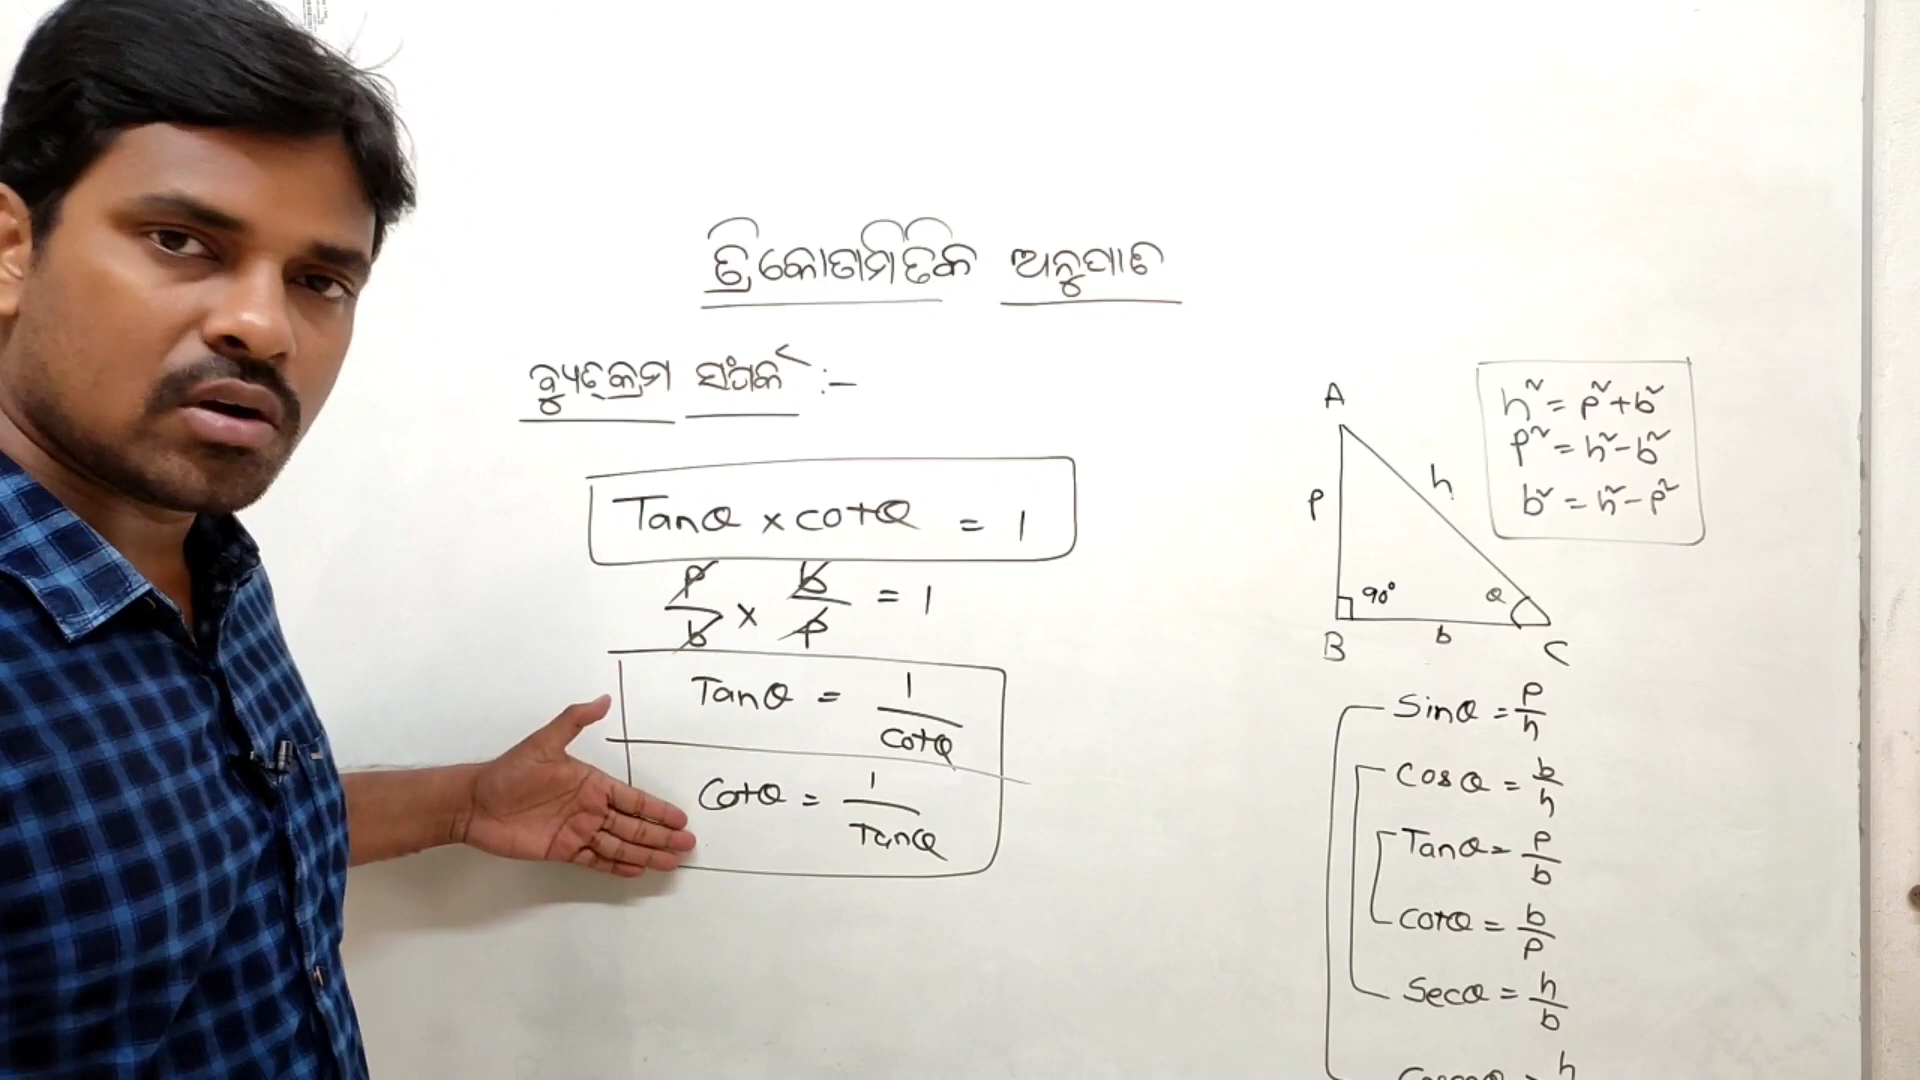 ତ୍ରିକୋଣମିତିକ ଅନୁପାତ
ବ୍ୟୁତ୍କ୍ରମ ସଂପର୍କ :-
Tanθ × cotθ = 1
p/b × b/p = 1
Tanθ = 1/cotθ
Cotθ = 1/Tanθ
A
P
h
90°
θ
B
b
C
h² = p² + b²
p² = h² - b²
b² = h² - p²
Sinθ = P/h
Cosθ = b/h
Tanθ = P/b
Cotθ = b/P
Secθ = h/b
h